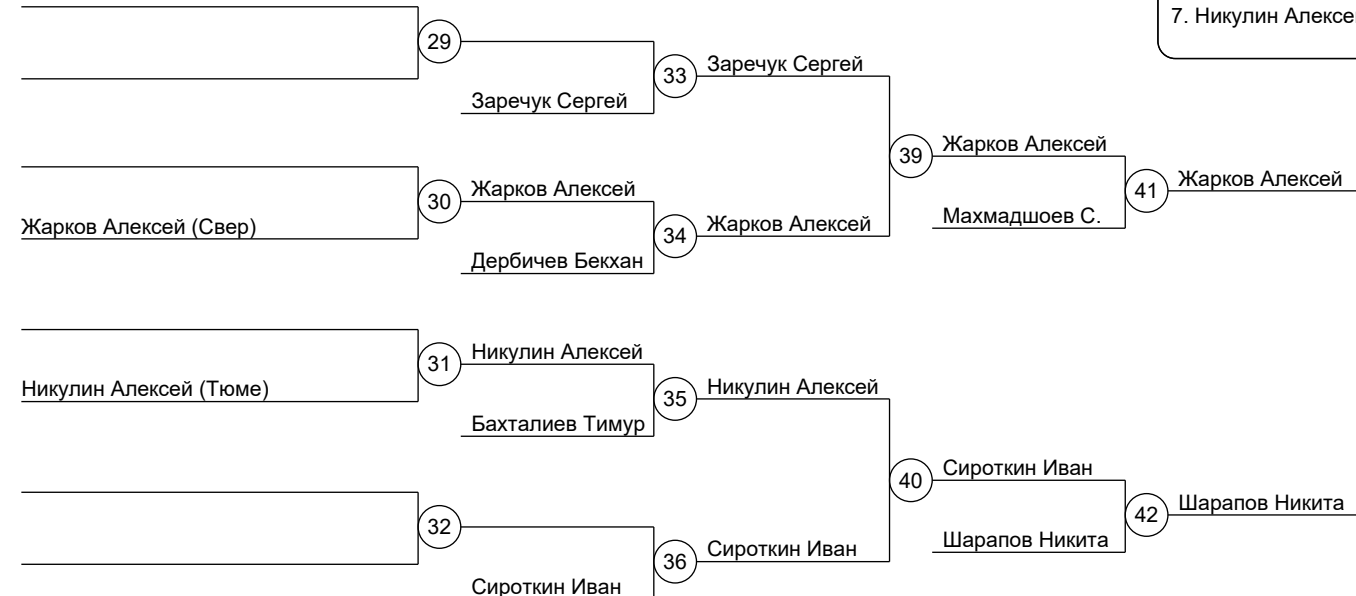 7. Никулин Алексе
29
33
Заречук Сергей
Заречук Сергей
39
Жарков Алексей
41
Жарков Алексей
30
Жарков Алексей
Махмадшоев С.
Жарков Алексей (Свер)
34
Жарков Алексей
Дербичев Бекхан
31
Никулин Алексей
Никулин Алексей (Тюме)
35
Никулин Алексей
Бахталиев Тимур
40
Сироткин Иван
42
Шарапов Никита
32
Шарапов Никита
36
Сироткин Иван
Сироткин Иван